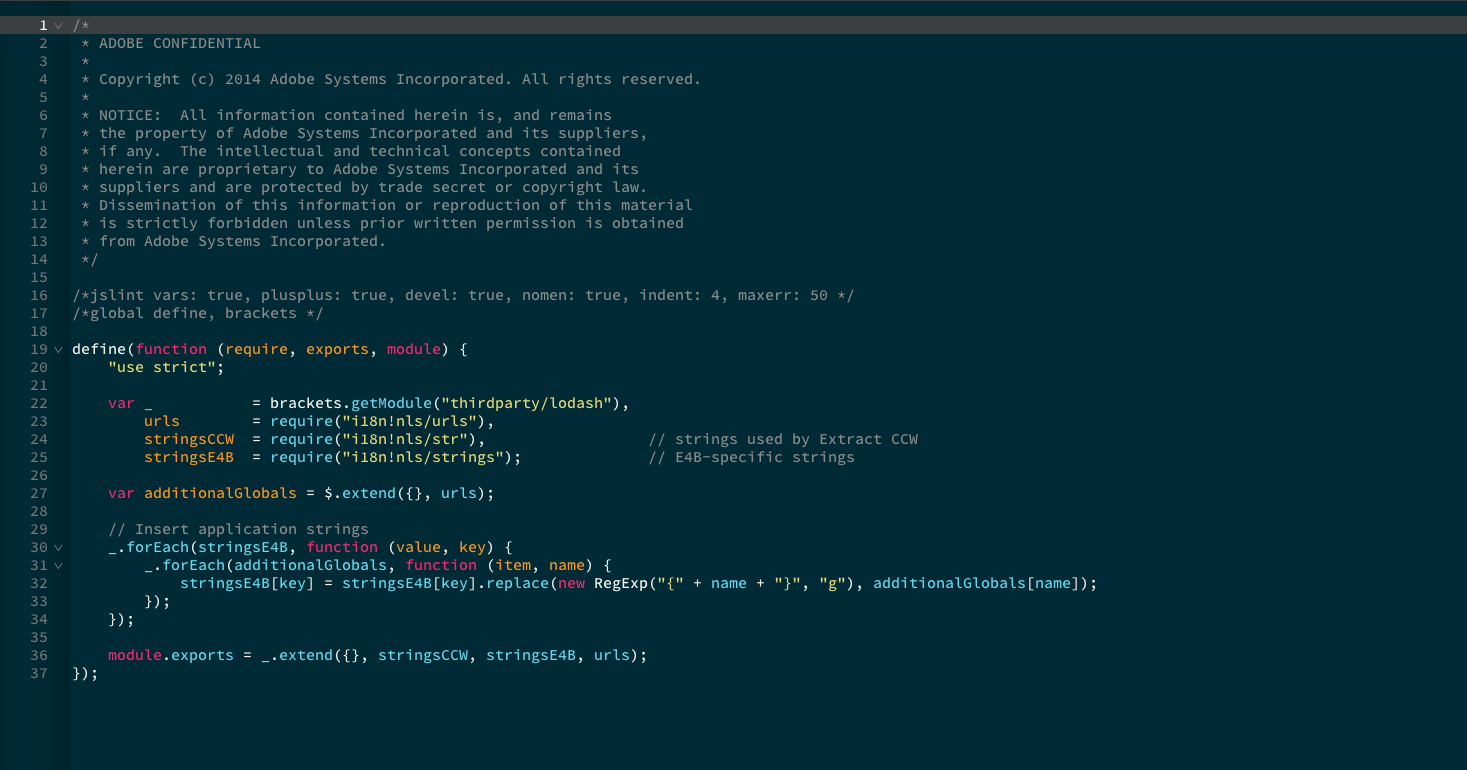 1 /*
2  * ADOBE CONFIDENTIAL
3  *
4  * Copyright (c) 2014 Adobe Systems Incorporated. All rights reserved.
5  *
6  * NOTICE:  All information contained herein is, and remains
7  * the property of Adobe Systems Incorporated and its suppliers,
8  * if any.  The intellectual and technical concepts contained
9  * herein are proprietary to Adobe Systems Incorporated and its
10  * suppliers and are protected by trade secret or copyright law.
11  * Dissemination of this information or reproduction of this material
12  * is strictly forbidden unless prior written permission is obtained
13  * from Adobe Systems Incorporated.
14  */
15
16 /*jslint vars: true, plusplus: true, devel: true, nomen: true, indent: 4, maxerr: 50 */
17 /*global define, brackets */
18
19 define(function (require, exports, module) {
20     "use strict";
21
22     var _           = brackets.getModule("thirdparty/lodash"),
23         urls        = require("i18n!nls/urls"),
24         stringsCCW  = require("i18n!nls/str"),                  // strings used by Extract CCW
25         stringsE4B  = require("i18n!nls/strings");              // E4B-specific strings
26
27     var additionalGlobals = $.extend({}, urls);
28
29     // Insert application strings
30     _.forEach(stringsE4B, function (value, key) {
31         _.forEach(additionalGlobals, function (item, name) {
32             stringsE4B[key] = stringsE4B[key].replace(new RegExp("{" + name + "}", "g"), additionalGlobals[name]);
33         });
34     });
35
36     module.exports = _.extend({}, stringsCCW, stringsE4B, urls);
37 });